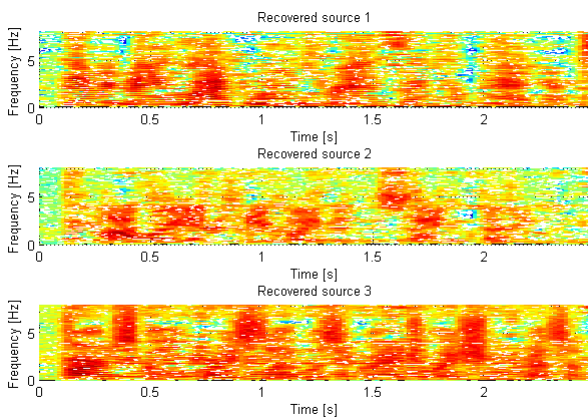 Recovered source 1
Frequency [Hz]
5
0
0 0.5 1 1.5 2
Time [s]
Recovered source 2
Frequency [Hz]
5
0
0 0.5 1 1.5 2
Time [s]
Recovered source 3
Frequency [Hz]
5
0
0 0.5 1 1.5 2
Time [s]